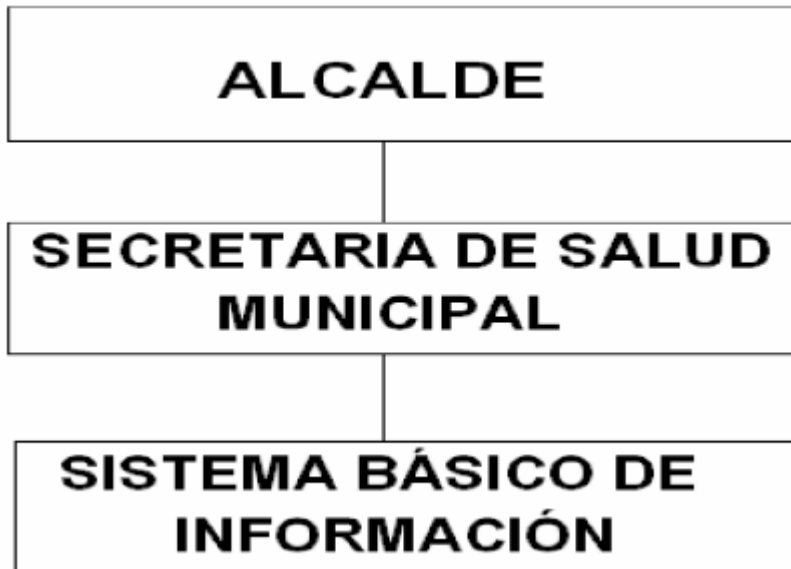 ALCALDE
SECRETARIA DE SALUD
MUNICIPAL
SISTEMA BÁSICO DE
INFORMACIÓN